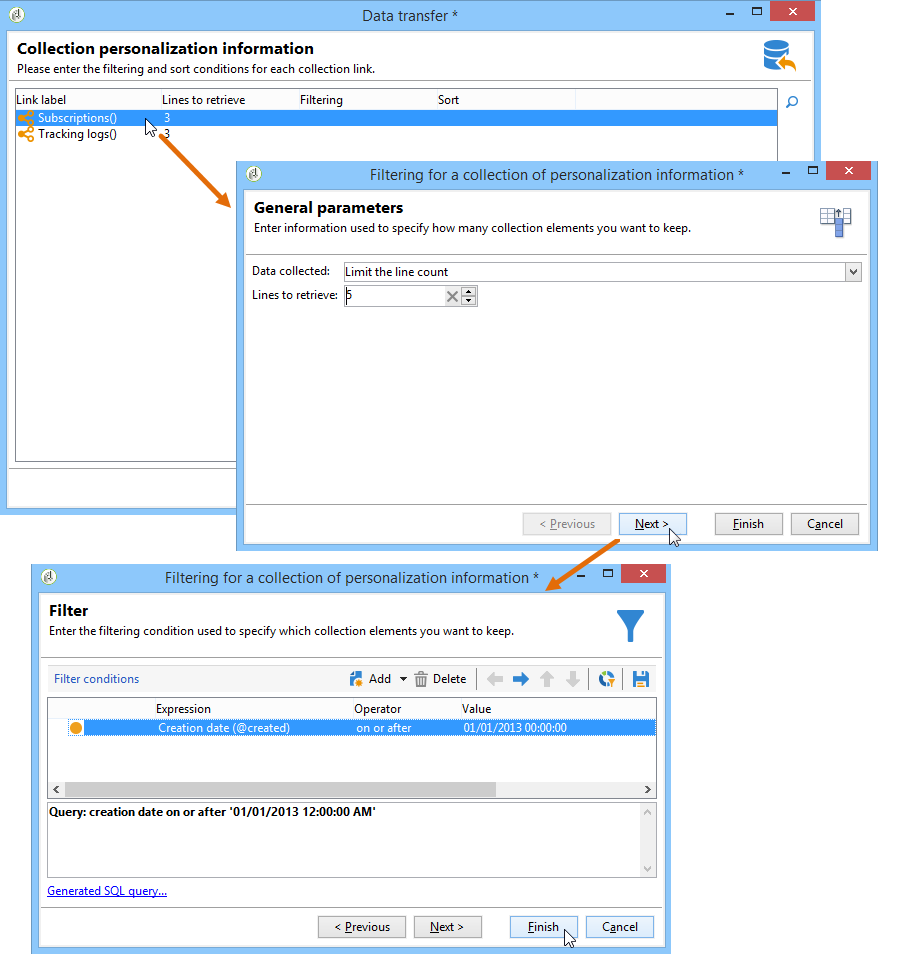 Data transfer *
Collection personalization information
Please enter the filtering and sort conditions for each collection link.
Link label Lines to retrieve Filtering Sort
Subscriptions() 3
Tracking logs() 3
Filtering for a collection of personalization information *
General parameters
Enter information used to specify how many collection elements you want to keep.
Data collected: Limit the line count
Lines to retrieve: 5
< Previous Next > Finish Cancel
Filtering for a collection of personalization information *
Filter
Enter the filtering condition used to specify which collection elements you want to keep.
Filter conditions Add Delete
Expression Operator Value
Creation date (@created) on or after 01/01/2013 00:00:00
Query: creation date on or after '01/01/2013 12:00:00 AM'
Generated SQL query...
< Previous Next > Finish Cancel